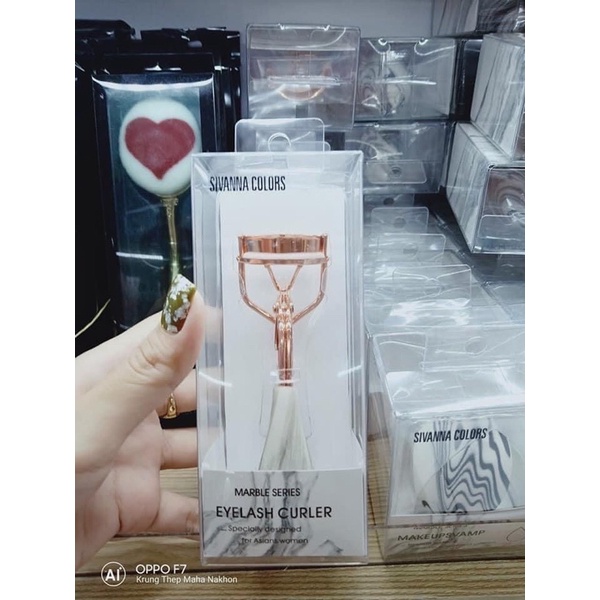 SIVANNA COLORS
MARBLE SERIES
EYELASH CURLER
Specially designed
for Asians women
SIVANNA COLORS
AI
OPPO F7
Krung Thep Maha Nakhon